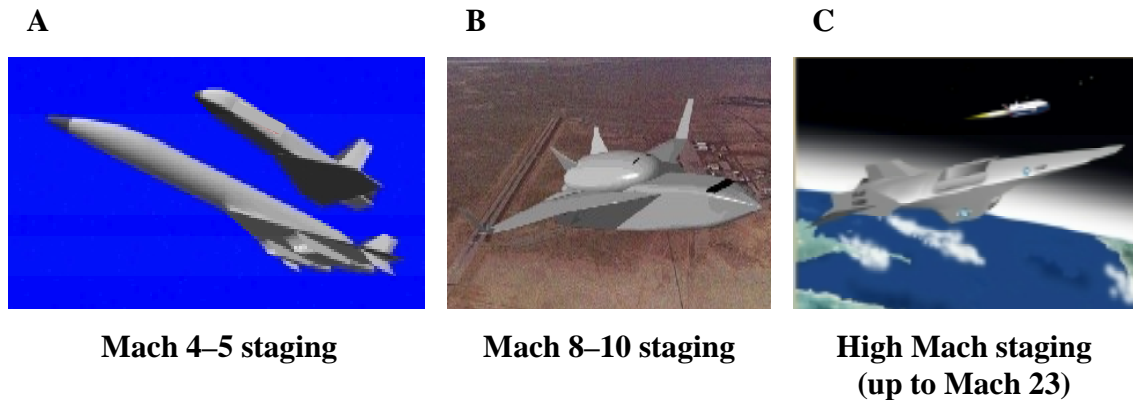 A
B
C
Mach 4–5 staging
Mach 8–10 staging
High Mach staging
(up to Mach 23)